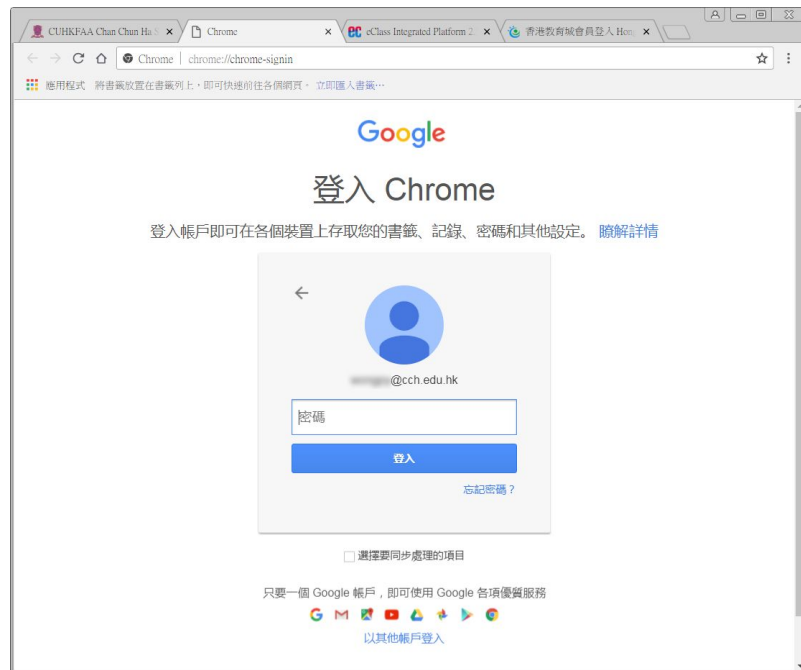 CUHKFAA Chan Chun Ha S
Chrome
eClass Integrated Platform 2
香港教育城會員登入 Hon
Chrome | chrome://chrome-signin
應用程式 將書籤放置在書籤列上，即可快速前往各個網頁。 立即匯入書籤…
Google
登入 Chrome
登入帳戶即可在各個裝置上存取您的書籤、記錄、密碼和其他設定。 瞭解詳情
@cch.edu.hk
密碼
登入
忘記密碼？
選擇要同步處理的項目
只要一個 Google 帳戶，即可使用 Google 各項優質服務
以其他帳戶登入